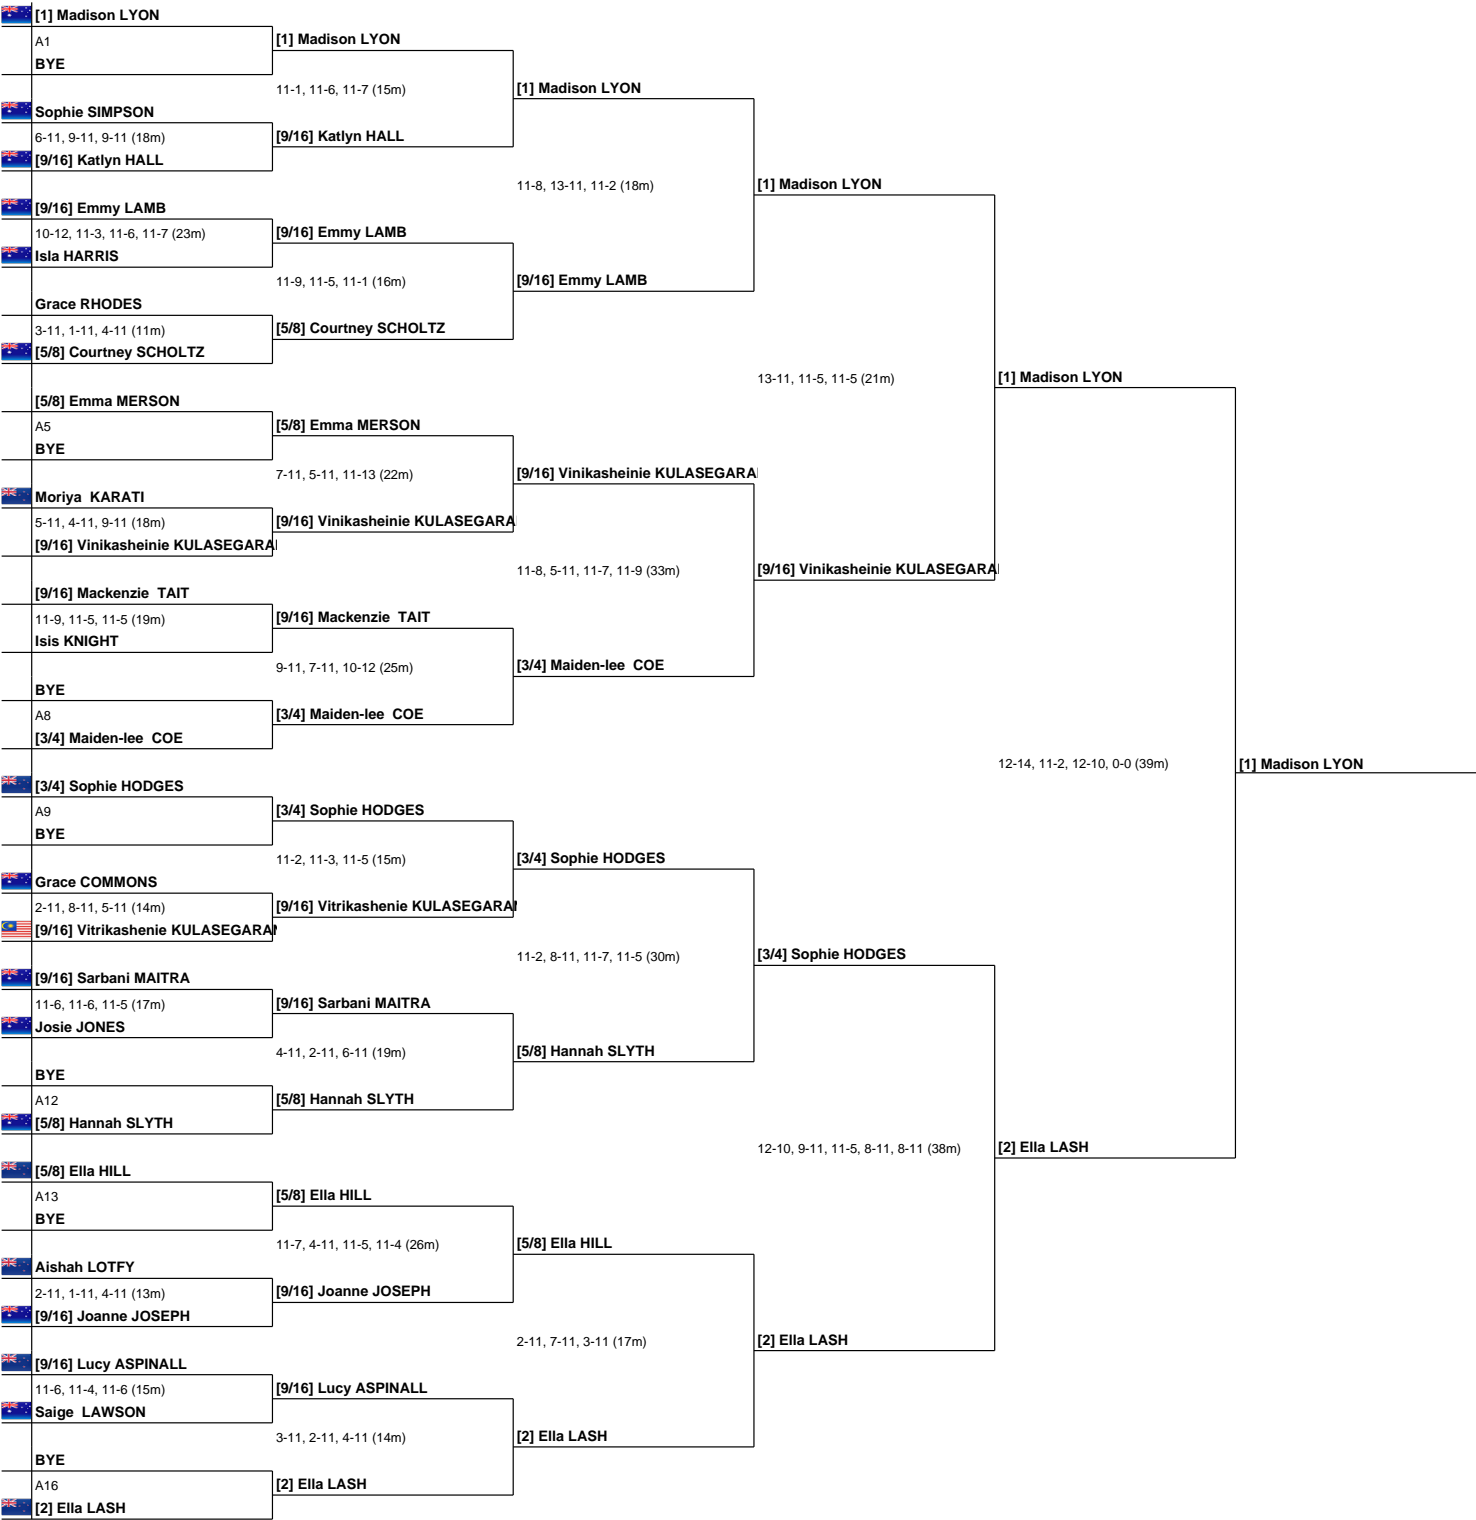 [1] Madison LYON
A1
BYE
Sophie SIMPSON
6-11, 9-11, 9-11 (18m)
[9/16] Katlyn HALL
[9/16] Emmy LAMB
10-12, 11-3, 11-6, 11-7 (23m)
Isla HARRIS
Grace RHODES
3-11, 1-11, 4-11 (11m)
[5/8] Courtney SCHOLTZ
[5/8] Emma MERSON
A5
BYE
Moriya KARATI
5-11, 4-11, 9-11 (18m)
[9/16] Vinikasheinie KULASEGARA
[9/16] Mackenzie TAIT
11-9, 11-5, 11-5 (19m)
Isis KNIGHT
BYE
A8
[3/4] Maiden-lee COE
[3/4] Sophie HODGES
A9
BYE
Grace COMMONS
2-11, 8-11, 5-11 (14m)
[9/16] Vitrikashenie KULASEGARA
[9/16] Sarbani MAITRA
11-6, 11-6, 11-5 (17m)
Josie JONES
BYE
A12
[5/8] Hannah SLYTH
[5/8] Ella HILL
A13
BYE
Aishah LOTFY
2-11, 1-11, 4-11 (13m)
[9/16] Joanne JOSEPH
[9/16] Lucy ASPINALL
11-6, 11-4, 11-6 (15m)
Saige LAWSON
BYE
A16
[2] Ella LASH
[1] Madison LYON
11-1, 11-6, 11-7 (15m)
[9/16] Katlyn HALL
[9/16] Emmy LAMB
11-9, 11-5, 11-1 (16m)
[5/8] Courtney SCHOLTZ
[5/8] Emma MERSON
7-11, 5-11, 11-13 (22m)
[9/16] Vinikasheinie KULASEGARA
[9/16] Mackenzie TAIT
9-11, 7-11, 10-12 (25m)
[3/4] Maiden-lee COE
[3/4] Sophie HODGES
11-2, 11-3, 11-5 (15m)
[9/16] Vitrikashenie KULASEGARA
[9/16] Sarbani MAITRA
4-11, 2-11, 6-11 (19m)
[5/8] Hannah SLYTH
[5/8] Ella HILL
11-7, 4-11, 11-5, 11-4 (26m)
[9/16] Joanne JOSEPH
[9/16] Lucy ASPINALL
3-11, 2-11, 4-11 (14m)
[2] Ella LASH
[1] Madison LYON
11-8, 13-11, 11-2 (18m)
[9/16] Emmy LAMB
[9/16] Vinikasheinie KULASEGARA
11-8, 5-11, 11-7, 11-9 (33m)
[3/4] Maiden-lee COE
[3/4] Sophie HODGES
11-2, 8-11, 11-7, 11-5 (30m)
[5/8] Hannah SLYTH
[5/8] Ella HILL
2-11, 7-11, 3-11 (17m)
[2] Ella LASH
[1] Madison LYON
13-11, 11-5, 11-5 (21m)
[9/16] Vinikasheinie KULASEGARA
[3/4] Sophie HODGES
12-10, 9-11, 11-5, 8-11, 8-11 (38m)
[2] Ella LASH
[1] Madison LYON
12-14, 11-2, 12-10, 0-0 (39m)
[2] Ella LASH
[1] Madison LYON